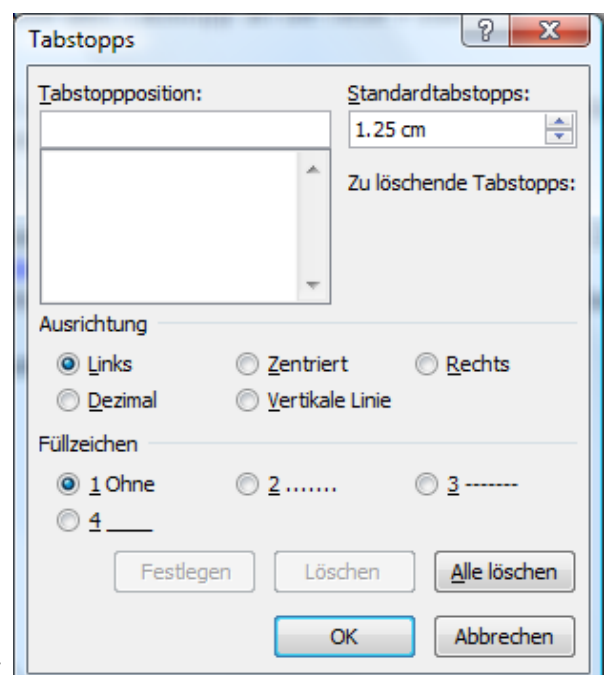 Tabstopps
Tabstoppposition: Standardtabstopps:
1.25 cm
Zu löschende Tabstopps:
Ausrichtung
Links Zentriert Rechts
Dezimal Vertikale Linie
Füllzeichen
1 Ohne 2 ....... 3 -------
4 ____
Festlegen Löschen Alle löschen
OK Abbrechen